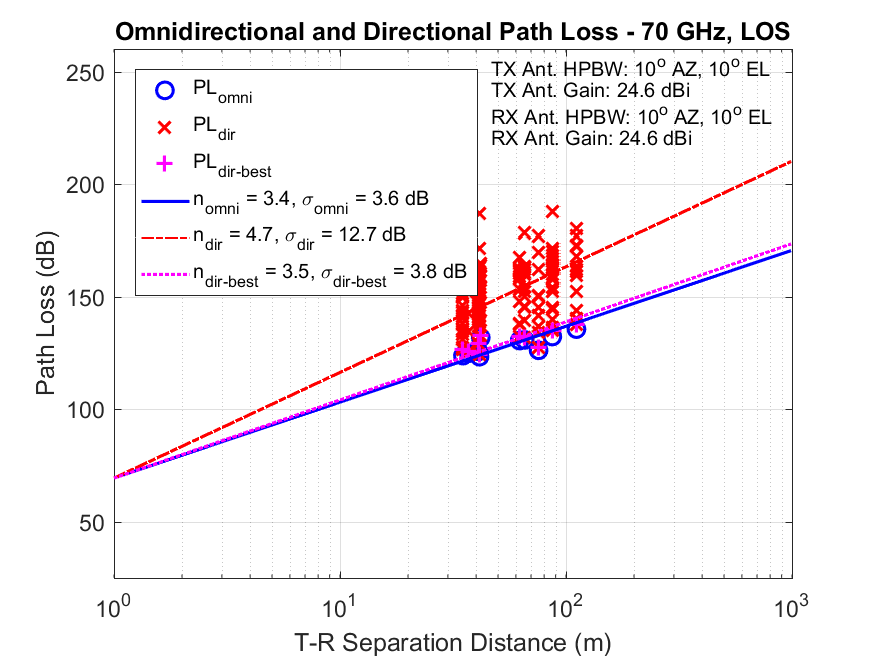 Omnidirectional and Directional Path Loss - 70 GHz, LOS
TX Ant. HPBW: 10° AZ, 10° EL
TX Ant. Gain: 24.6 dBi
RX Ant. HPBW: 10° AZ, 10° EL
RX Ant. Gain: 24.6 dBi
PL_omni
PL_dir
PL_dir-best
n_omni = 3.4, σ_omni = 3.6 dB
n_dir = 4.7, σ_dir = 12.7 dB
n_dir-best = 3.5, σ_dir-best = 3.8 dB
Path Loss (dB)
250
200
150
100
50
10^0 10^1 10^2 10^3
T-R Separation Distance (m)